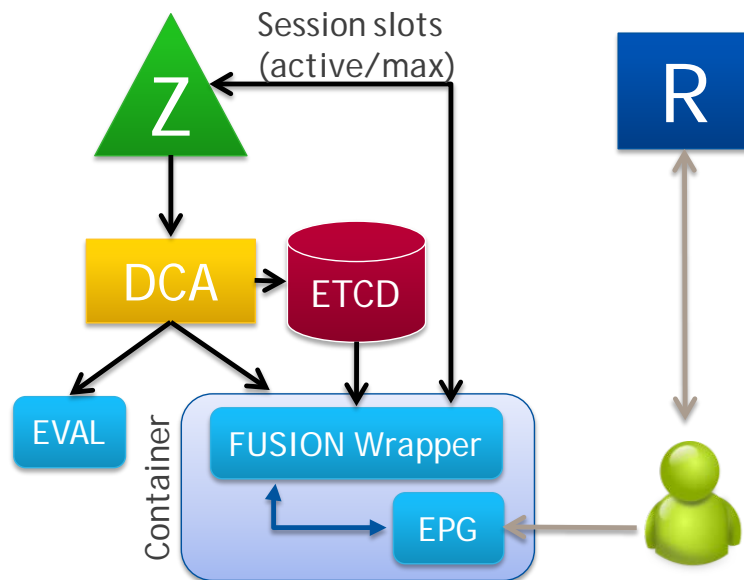 Session slots
(active/max)
Z
R
DCA
ETCD
EVAL
Container
FUSION Wrapper
EPG